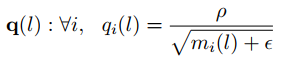 q(l) : ∀i, q_i(l) = ρ / √(m_i(l) + ϵ)